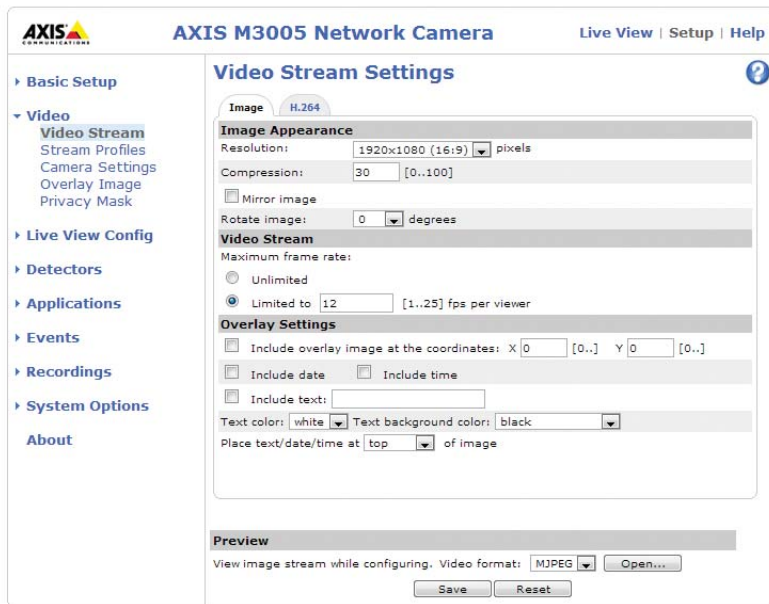 AXIS
COMMUNICATIONS
AXIS M3005 Network Camera
Live View | Setup | Help
Basic Setup
Video
Video Stream
Stream Profiles
Camera Settings
Overlay Image
Privacy Mask
Live View Config
Detectors
Applications
Events
Recordings
System Options
About
Video Stream Settings
?
Image H.264
Image Appearance
Resolution: 1920x1080 (16:9) pixels
Compression: 30 [0..100]
Mirror image
Rotate image: 0 degrees
Video Stream
Maximum frame rate:
Unlimited
Limited to 12 [1..25] fps per viewer
Overlay Settings
Include overlay image at the coordinates: X 0 [0..] Y 0 [0..]
Include date Include time
Include text:
Text color: white Text background color: black
Place text/date/time at top of image
Preview
View image stream while configuring. Video format: MJPEG Open...
Save Reset